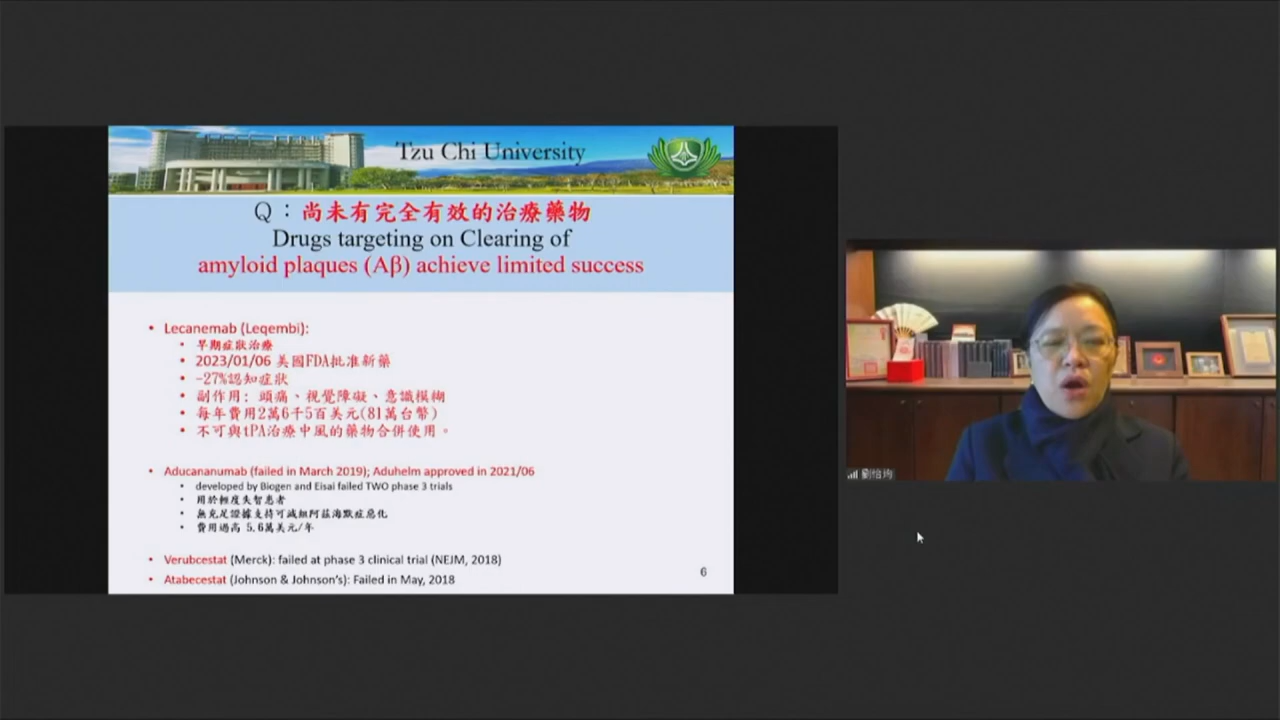 Tzu Chi University
Q：尚未有完全有效的治療藥物
Drugs targeting on Clearing of
amyloid plaques (Aβ) achieve limited success
• Lecanemab (Leqembi):
• 早期症狀治療
• 2023/01/06 美國FDA批准新藥
• -27%認知症狀
• 副作用: 頭痛、視覺障礙、意識模糊
• 每年費用2萬6千5百美元(81萬台幣)
• 不可與tPA治療中風的藥物合併使用。
• Aducananumab (failed in March 2019); Aduhelm approved in 2021/06
• developed by Biogen and Eisai failed TWO phase 3 trials
• 用於輕度失智患者
• 無充足證據支持可減緩阿茲海默症惡化
• 費用過高 5.6萬美元/年
• Verubcestat (Merck): failed at phase 3 clinical trial (NEJM, 2018)
• Atabecestat (Johnson & Johnson's): Failed in May, 2018
6
劉怡均